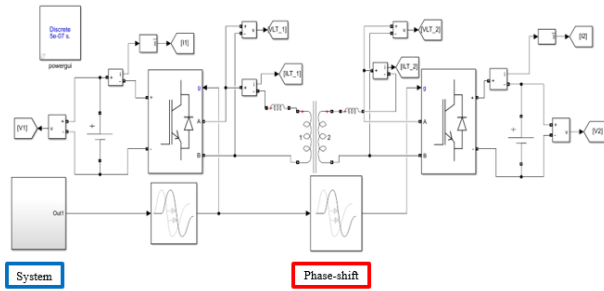 Discrete
5e-07 s.
powergui
[I1]
[VLT_1]
[VLT_2]
[I2]
[ILT_1]
[ILT_2]
[V1]
[V2]
g
A
B
1
2
g
A
B
Out1
System
Phase-shift